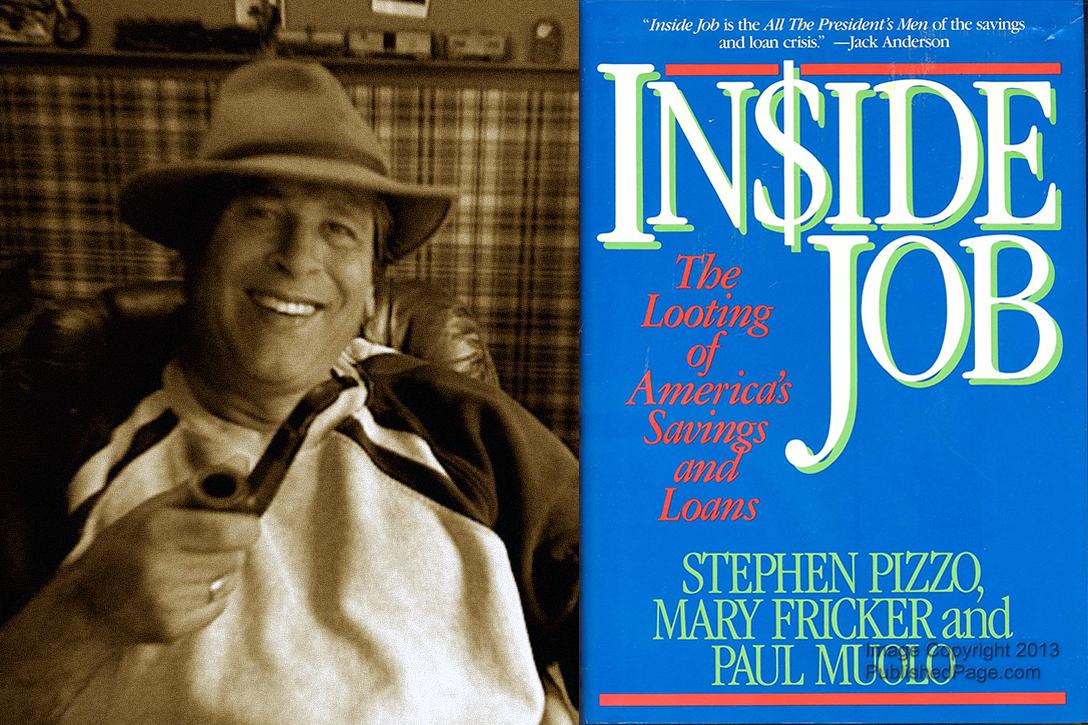 “Inside Job is the All The President’s Men of the savings
and loan crisis.” —Jack Anderson
IN$IDE
JOB
The
Looting
of
America’s
Savings
and
Loans
STEPHEN PIZZO,
MARY FRICKER and
PAUL MUOLO
Image Copyright 2013
PublishedPage.com